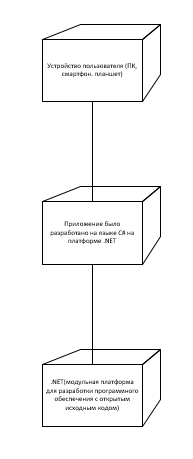 Устройство пользователя (ПК,
смартфон. планшет)
Приложение было
разработано на языке C# на
платформе .NET
.NET(модульная платформа
для разработки программного
обеспечения с открытым
исходным кодом)